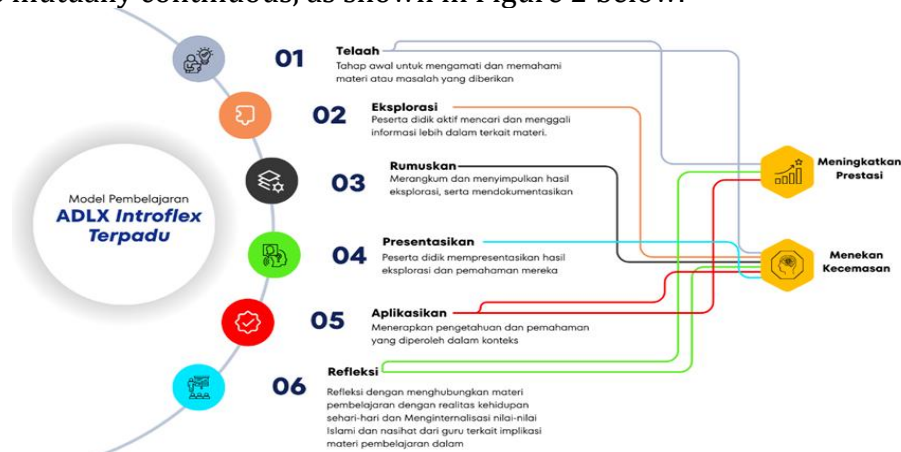 mutually continuous, as shown in Figure 2 below.
Model Pembelajaran
ADLX Introflex
Terpadu
01
Telaah
Tahap awal untuk mengamati dan memahami
materi atau masalah yang diberikan
02
Eksplorasi
Peserta didik aktif mencari dan menggali
informasi lebih dalam terkait materi.
03
Rumuskan
Merangkum dan menyimpulkan hasil
eksplorasi, serta mendokumentasikan
04
Presentasikan
Peserta didik mempresentasikan hasil
eksplorasi dan pemahaman mereka
05
Aplikasikan
Menerapkan pengetahuan dan pemahaman
yang diperoleh dalam konteks
06
Refleksi
Refleksi dengan menghubungkan materi
pembelajaran dengan realitas kehidupan
sehari-hari dan Menginternalisasi nilai-nilai
Islami dan nasihat dari guru terkait implikasi
materi pembelajaran dalam
Meningkatkan
Prestasi
Menekan
Kecemasan